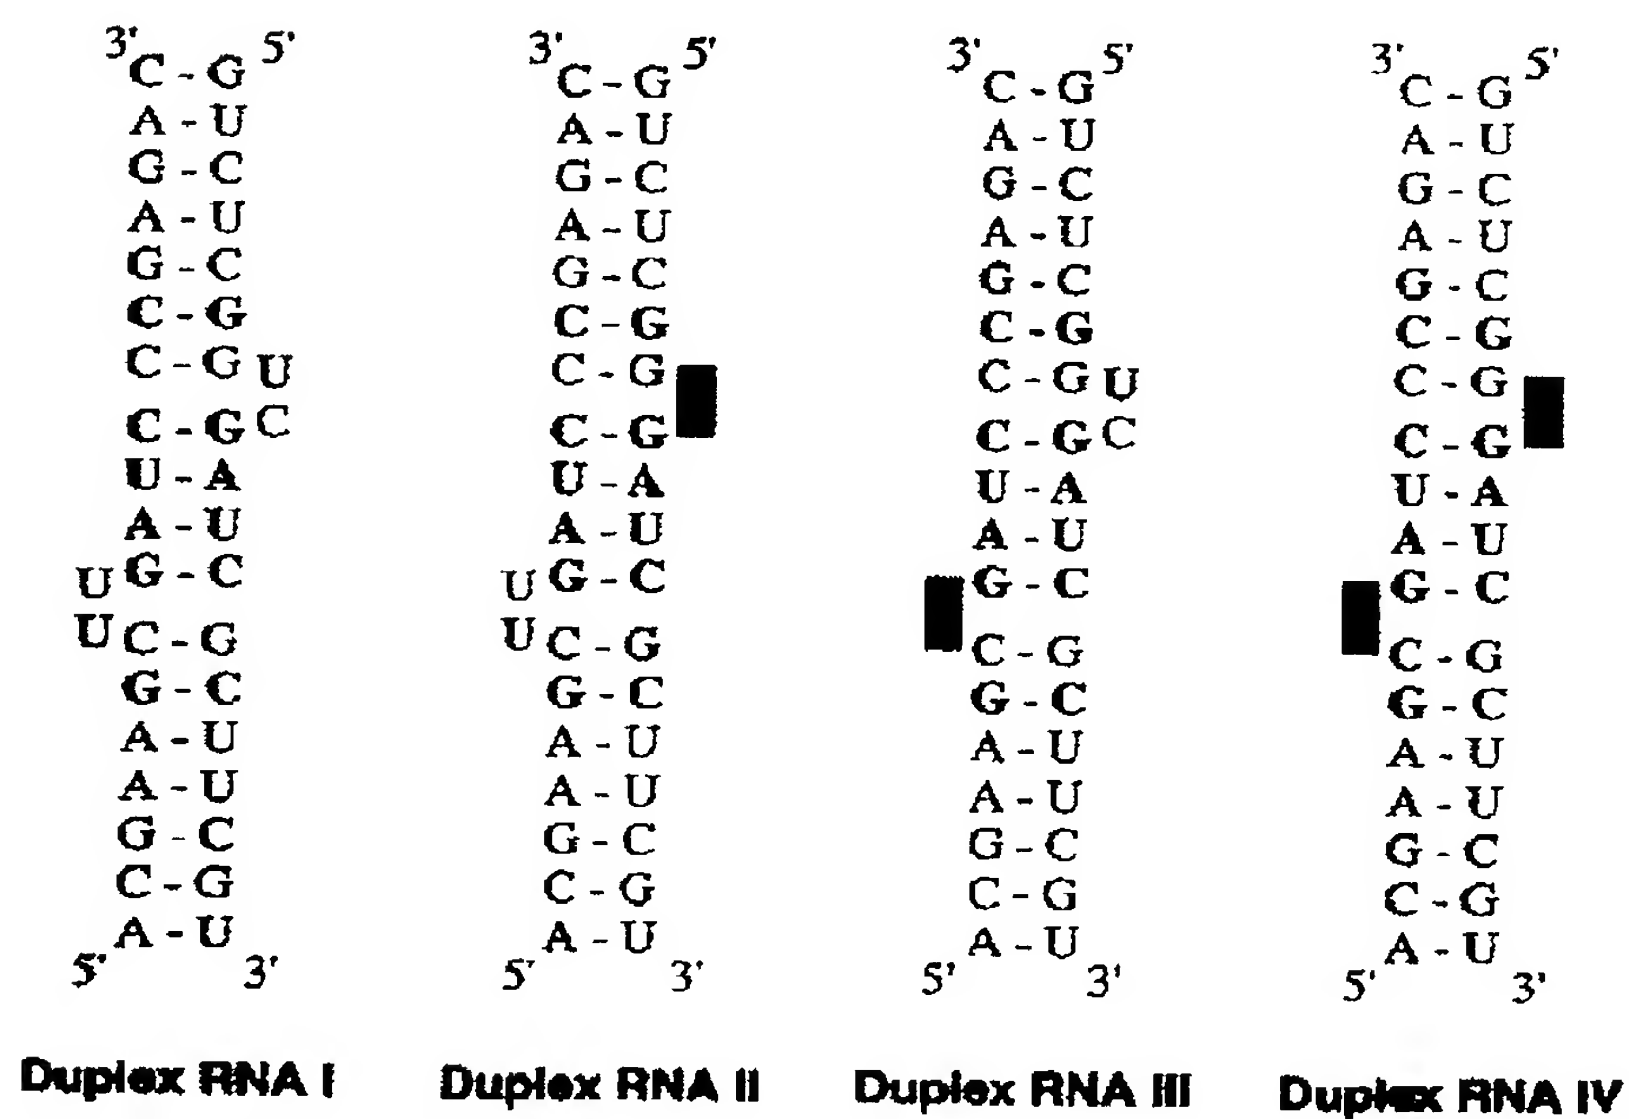 3' 5' 3' 5' 3' 5' 3' 5'
C - G C - G C - G C - G
A - U A - U A - U A - U
G - C G - C G - C G - C
A - U A - U A - U A - U
G - C G - C G - C G - C
C - G C - G C - G C - G
C - G U C - G C - G U C - G
C - G C C - G C - G C C - G
U - A U - A U - A U - A
A - U A - U A - U A - U
U G - C U G - C G - C G - C
U C - G U C - G C - G C - G
G - C G - C G - C G - C
A - U A - U A - U A - U
A - U A - U A - U A - U
G - C G - C G - C G - C
C - G C - G C - G C - G
A - U A - U A - U A - U
5' 3' 5' 3' 5' 3' 5' 3'
Duplex RNA I Duplex RNA II Duplex RNA III Duplex RNA IV